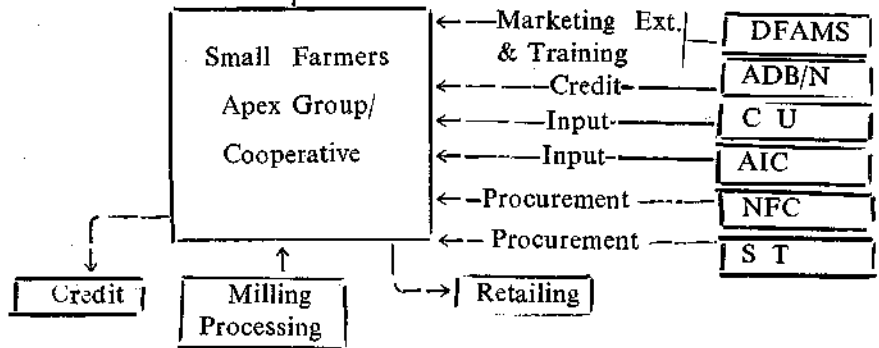 Marketing Ext.
& Training
DFAMS
Small Farmers
Apex Group/
Cooperative
Credit
ADB/N
Input
C U
Input
AIC
Procurement
NFC
Procurement
S T
Credit
Milling
Processing
Retailing